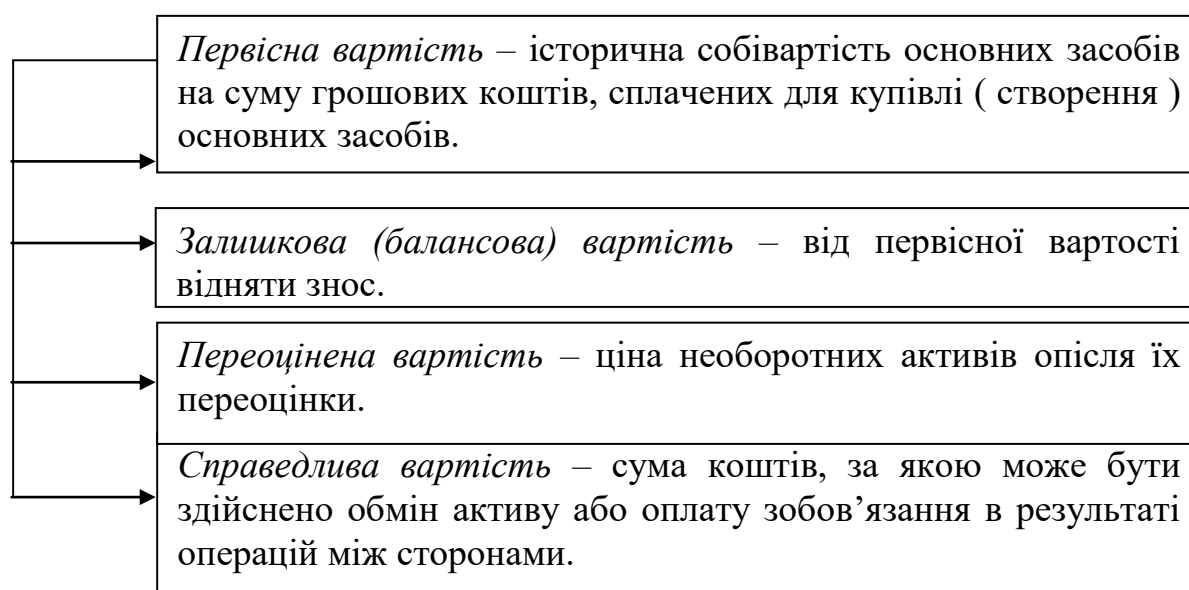 Первісна вартість – історична собівартість основних засобів
на суму грошових коштів, сплачених для купівлі ( створення )
основних засобів.
Залишкова (балансова) вартість – від первісної вартості
відняти знос.
Переоцінена вартість – ціна необоротних активів опісля їх
переоцінки.
Справедлива вартість – сума коштів, за якою може бути
здійснено обмін активу або оплату зобов’язання в результаті
операцій між сторонами.